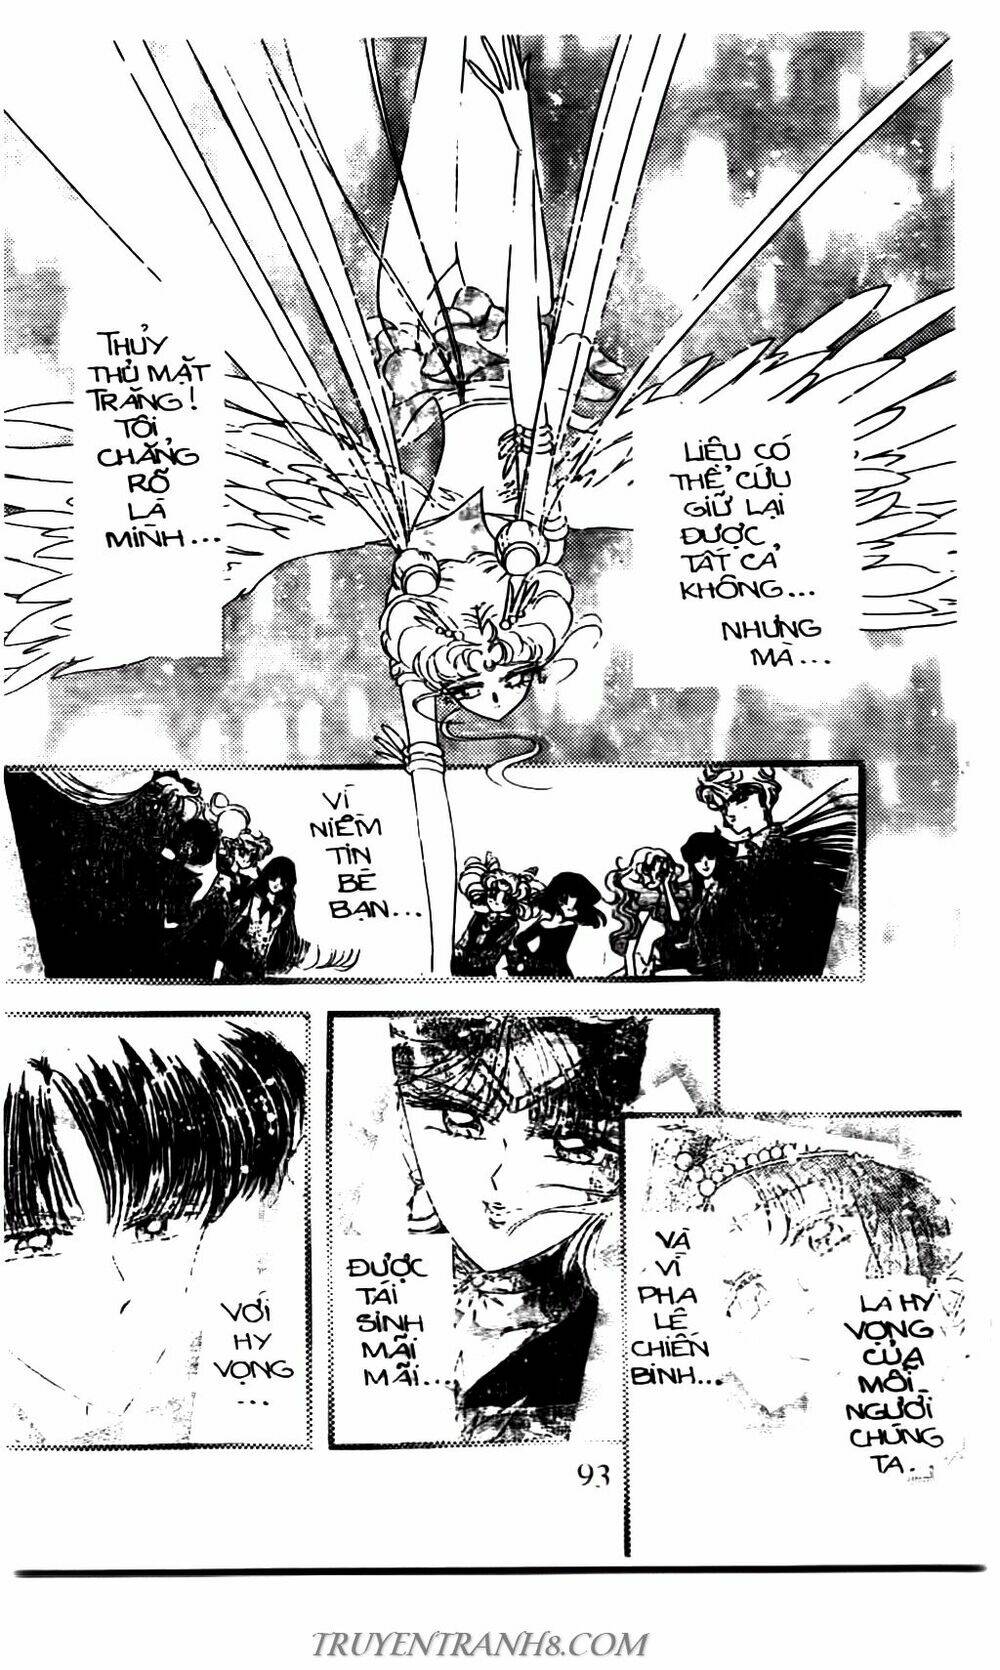 THỦY
THỦ MẶT
TRĂNG!
TÔI
CHẲNG
RÕ
LÀ
MÌNH...
LIỆU CÓ
THỂ CỨU
GIỮ LẠI
ĐƯỢC
TẤT CẢ
KHÔNG...
NHƯNG
MÀ...
VÌ
NIỀM
TIN
BÈ
BẠN...
VỚI
HY
VỌNG
...
ĐƯỢC
TÁI
SINH
MÃI
MÃI....
VÀ
VÌ
PHA
LÊ
CHIẾN
BINH...
LÀ HY
VỌNG
CỦA
MỖI
NGƯỜI
CHÚNG
TA...
93
TRUYENTRANH8.COM